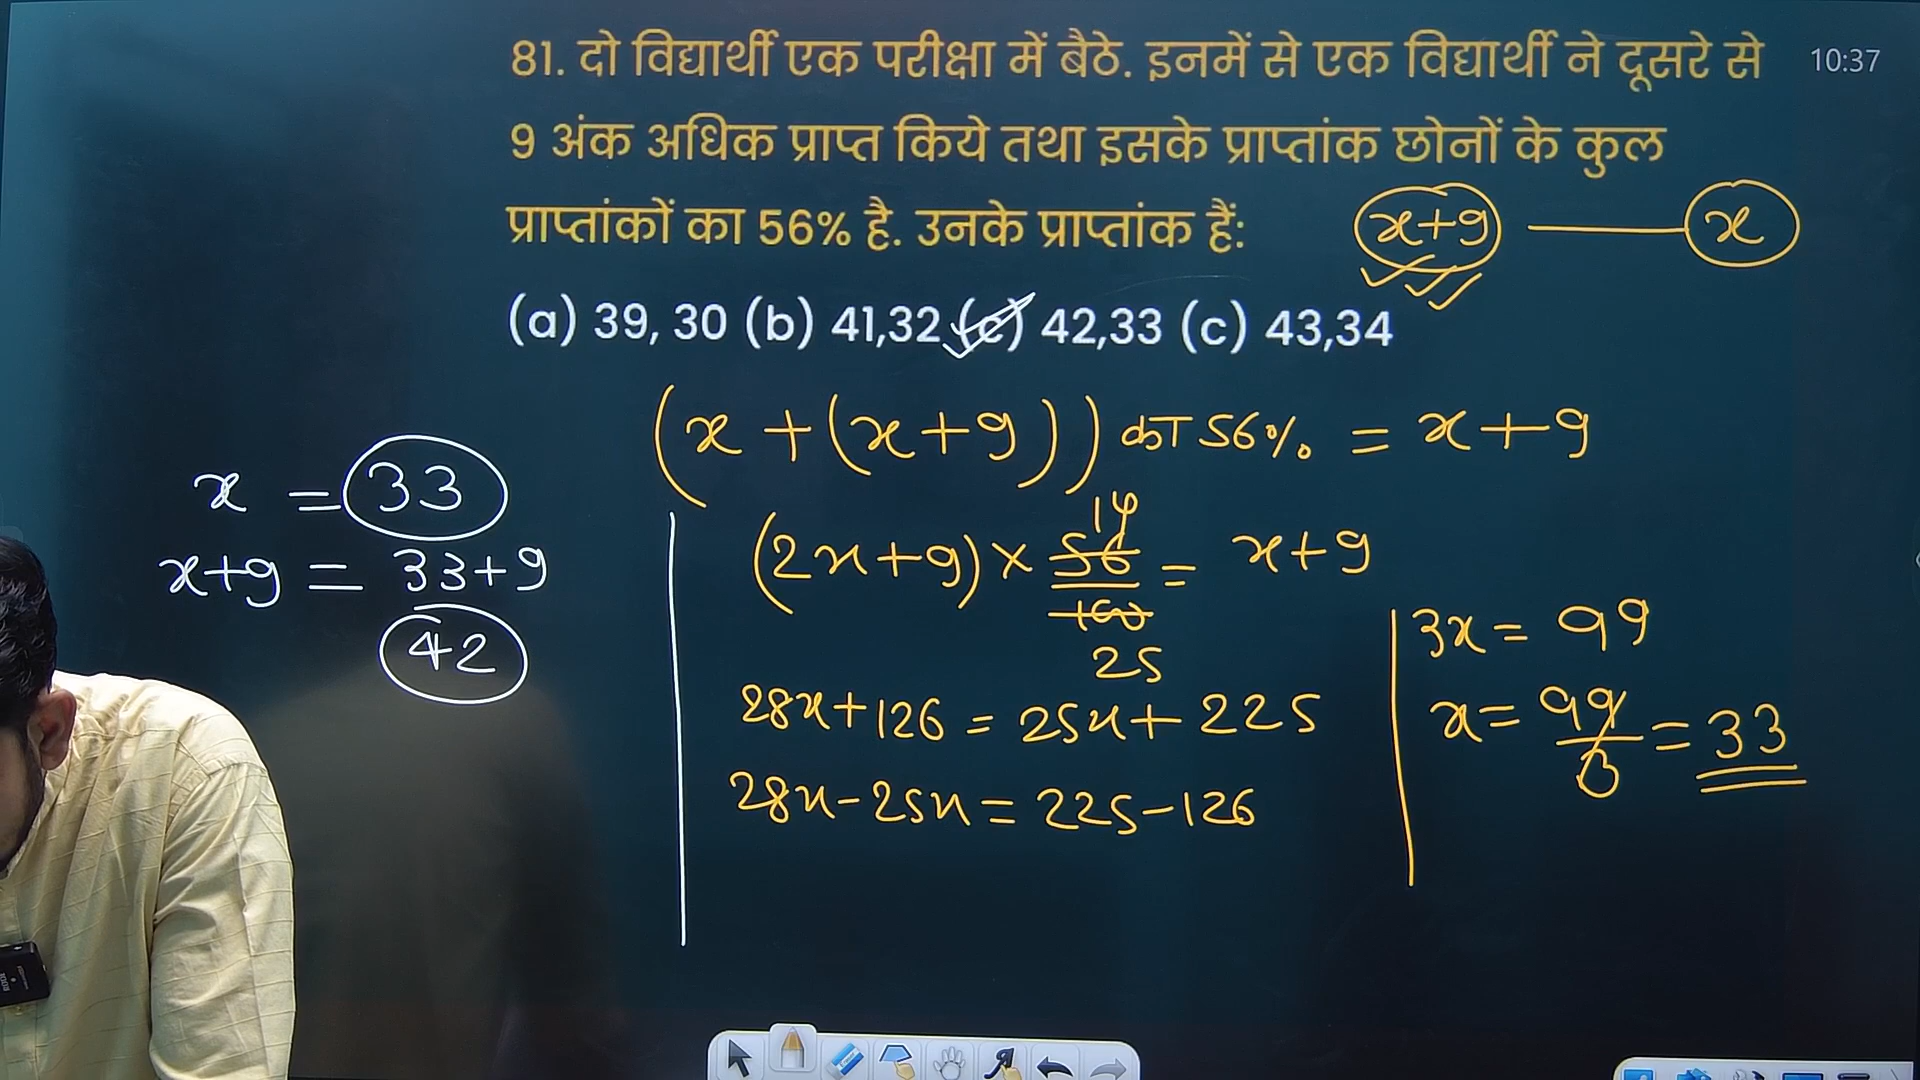 81. दो विद्यार्थी एक परीक्षा में बैठे. इनमें से एक विद्यार्थी ने दूसरे से
10:37
9 अंक अधिक प्राप्त किये तथा इसके प्राप्तांक छोनों के कुल
प्राप्तांकों का 56% है. उनके प्राप्तांक हैं:
x+9 — x
(a) 39, 30 (b) 41,32 (c) 42,33 (c) 43,34
(x + (x+9)) का 56% = x+9
x = 33
x+9 = 33+9
42
14
(2x+9) × 56/100 = x+9
25
28x+126 = 25x+225
28x-25x = 225-126
3x = 99
x = 99/3 = 33